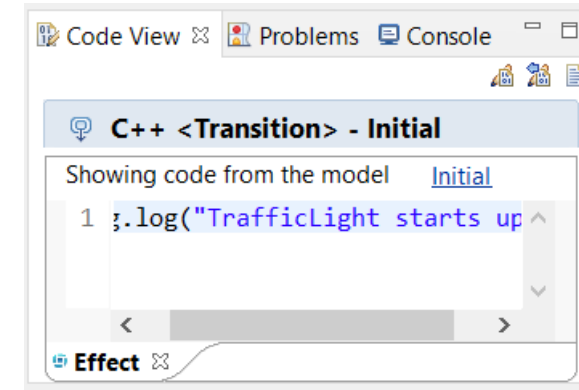 Code View Problems Console
C++ <Transition> - Initial
Showing code from the model Initial
1 g.log("TrafficLight starts up
Effect